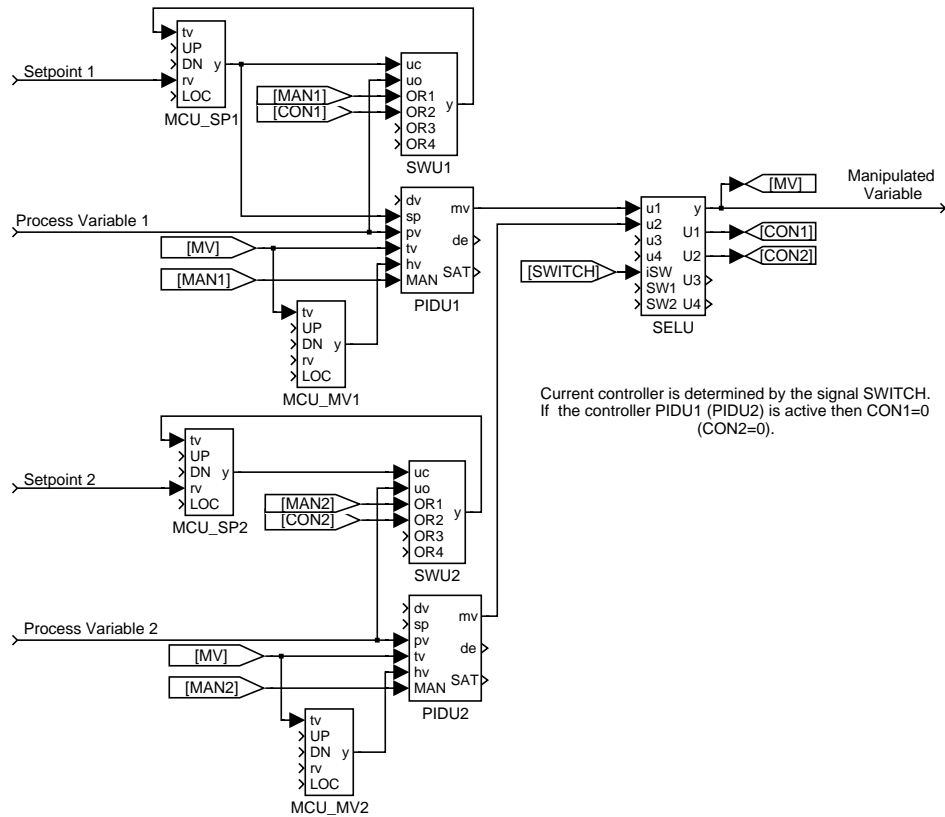 tv
UP
DN y
rv
LOC
MCU_SP1
Setpoint 1
uc
uo
OR1
OR2
OR3
OR4
y
SWU1
[MAN1]
[CON1]
Process Variable 1
dv
sp
pv
tv
hv
MAN
mv
de
SAT
PIDU1
[MV]
[MAN1]
tv
UP
DN y
rv
LOC
MCU_MV1
[SWITCH]
u1
u2
u3
u4
iSW
SW1
SW2
y
U1
U2
U3
U4
SELU
[MV]
[CON1]
[CON2]
Manipulated
Variable
Current controller is determined by the signal SWITCH.
If the controller PIDU1 (PIDU2) is active then CON1=0
(CON2=0).
tv
UP
DN y
rv
LOC
MCU_SP2
Setpoint 2
uc
uo
OR1
OR2
OR3
OR4
y
SWU2
[MAN2]
[CON2]
Process Variable 2
dv
sp
pv
tv
hv
MAN
mv
de
SAT
PIDU2
[MV]
[MAN2]
tv
UP
DN y
rv
LOC
MCU_MV2